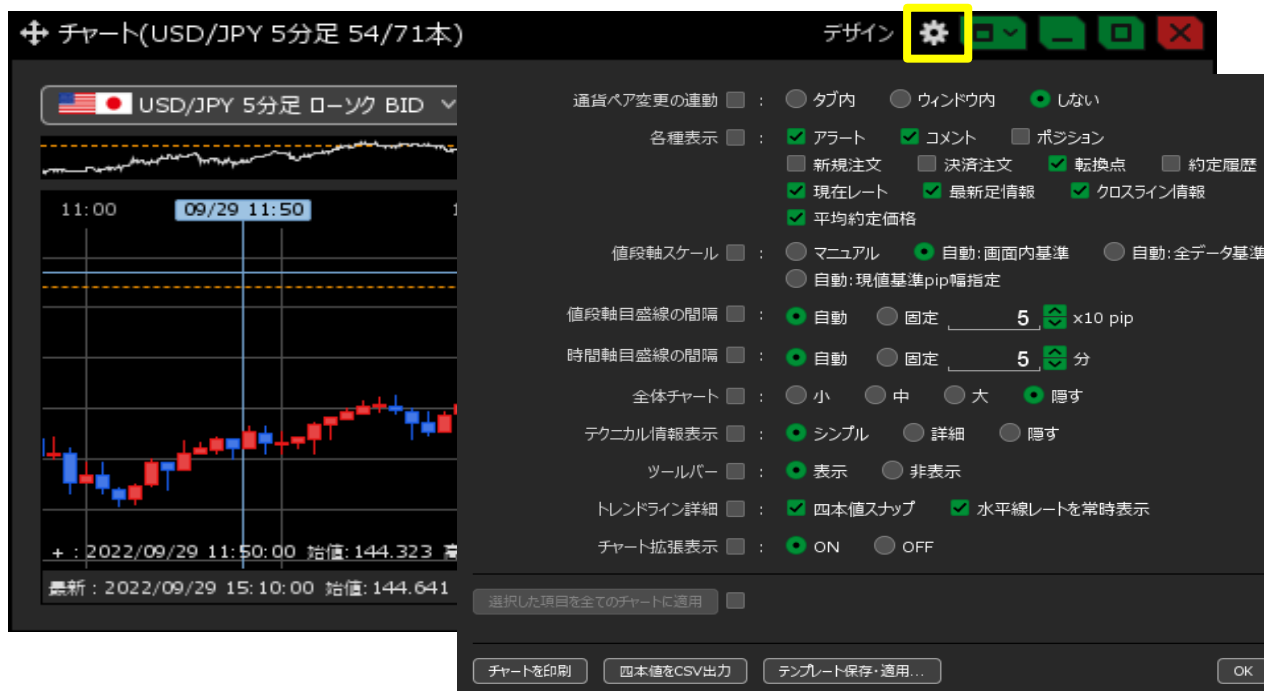 チャート(USD/JPY 5分足 54/71本)
デザイン
USD/JPY 5分足 ローソク BID
11:00
09/29 11:50
+ : 2022/09/29 11:50:00 始値:144.323
最新 : 2022/09/29 15:10:00 始値:144.641
通貨ペア変更の連動 : タブ内 ウィンドウ内 しない
各種表示 : アラート コメント ポジション
新規注文 決済注文 転換点 約定履歴
現在レート 最新足情報 クロスライン情報
平均約定価格
値段軸スケール : マニュアル 自動:画面内基準 自動:全データ基準
自動:現値基準pip幅指定
値段軸目盛線の間隔 : 自動 固定 5 x10 pip
時間軸目盛線の間隔 : 自動 固定 5 分
全体チャート : 小 中 大 隠す
テクニカル情報表示 : シンプル 詳細 隠す
ツールバー : 表示 非表示
トレンドライン詳細 : 四本値スナップ 水平線レートを常時表示
チャート拡張表示 : ON OFF
選択した項目を全てのチャートに適用
チャートを印刷 四本値をCSV出力 テンプレート保存・適用... OK